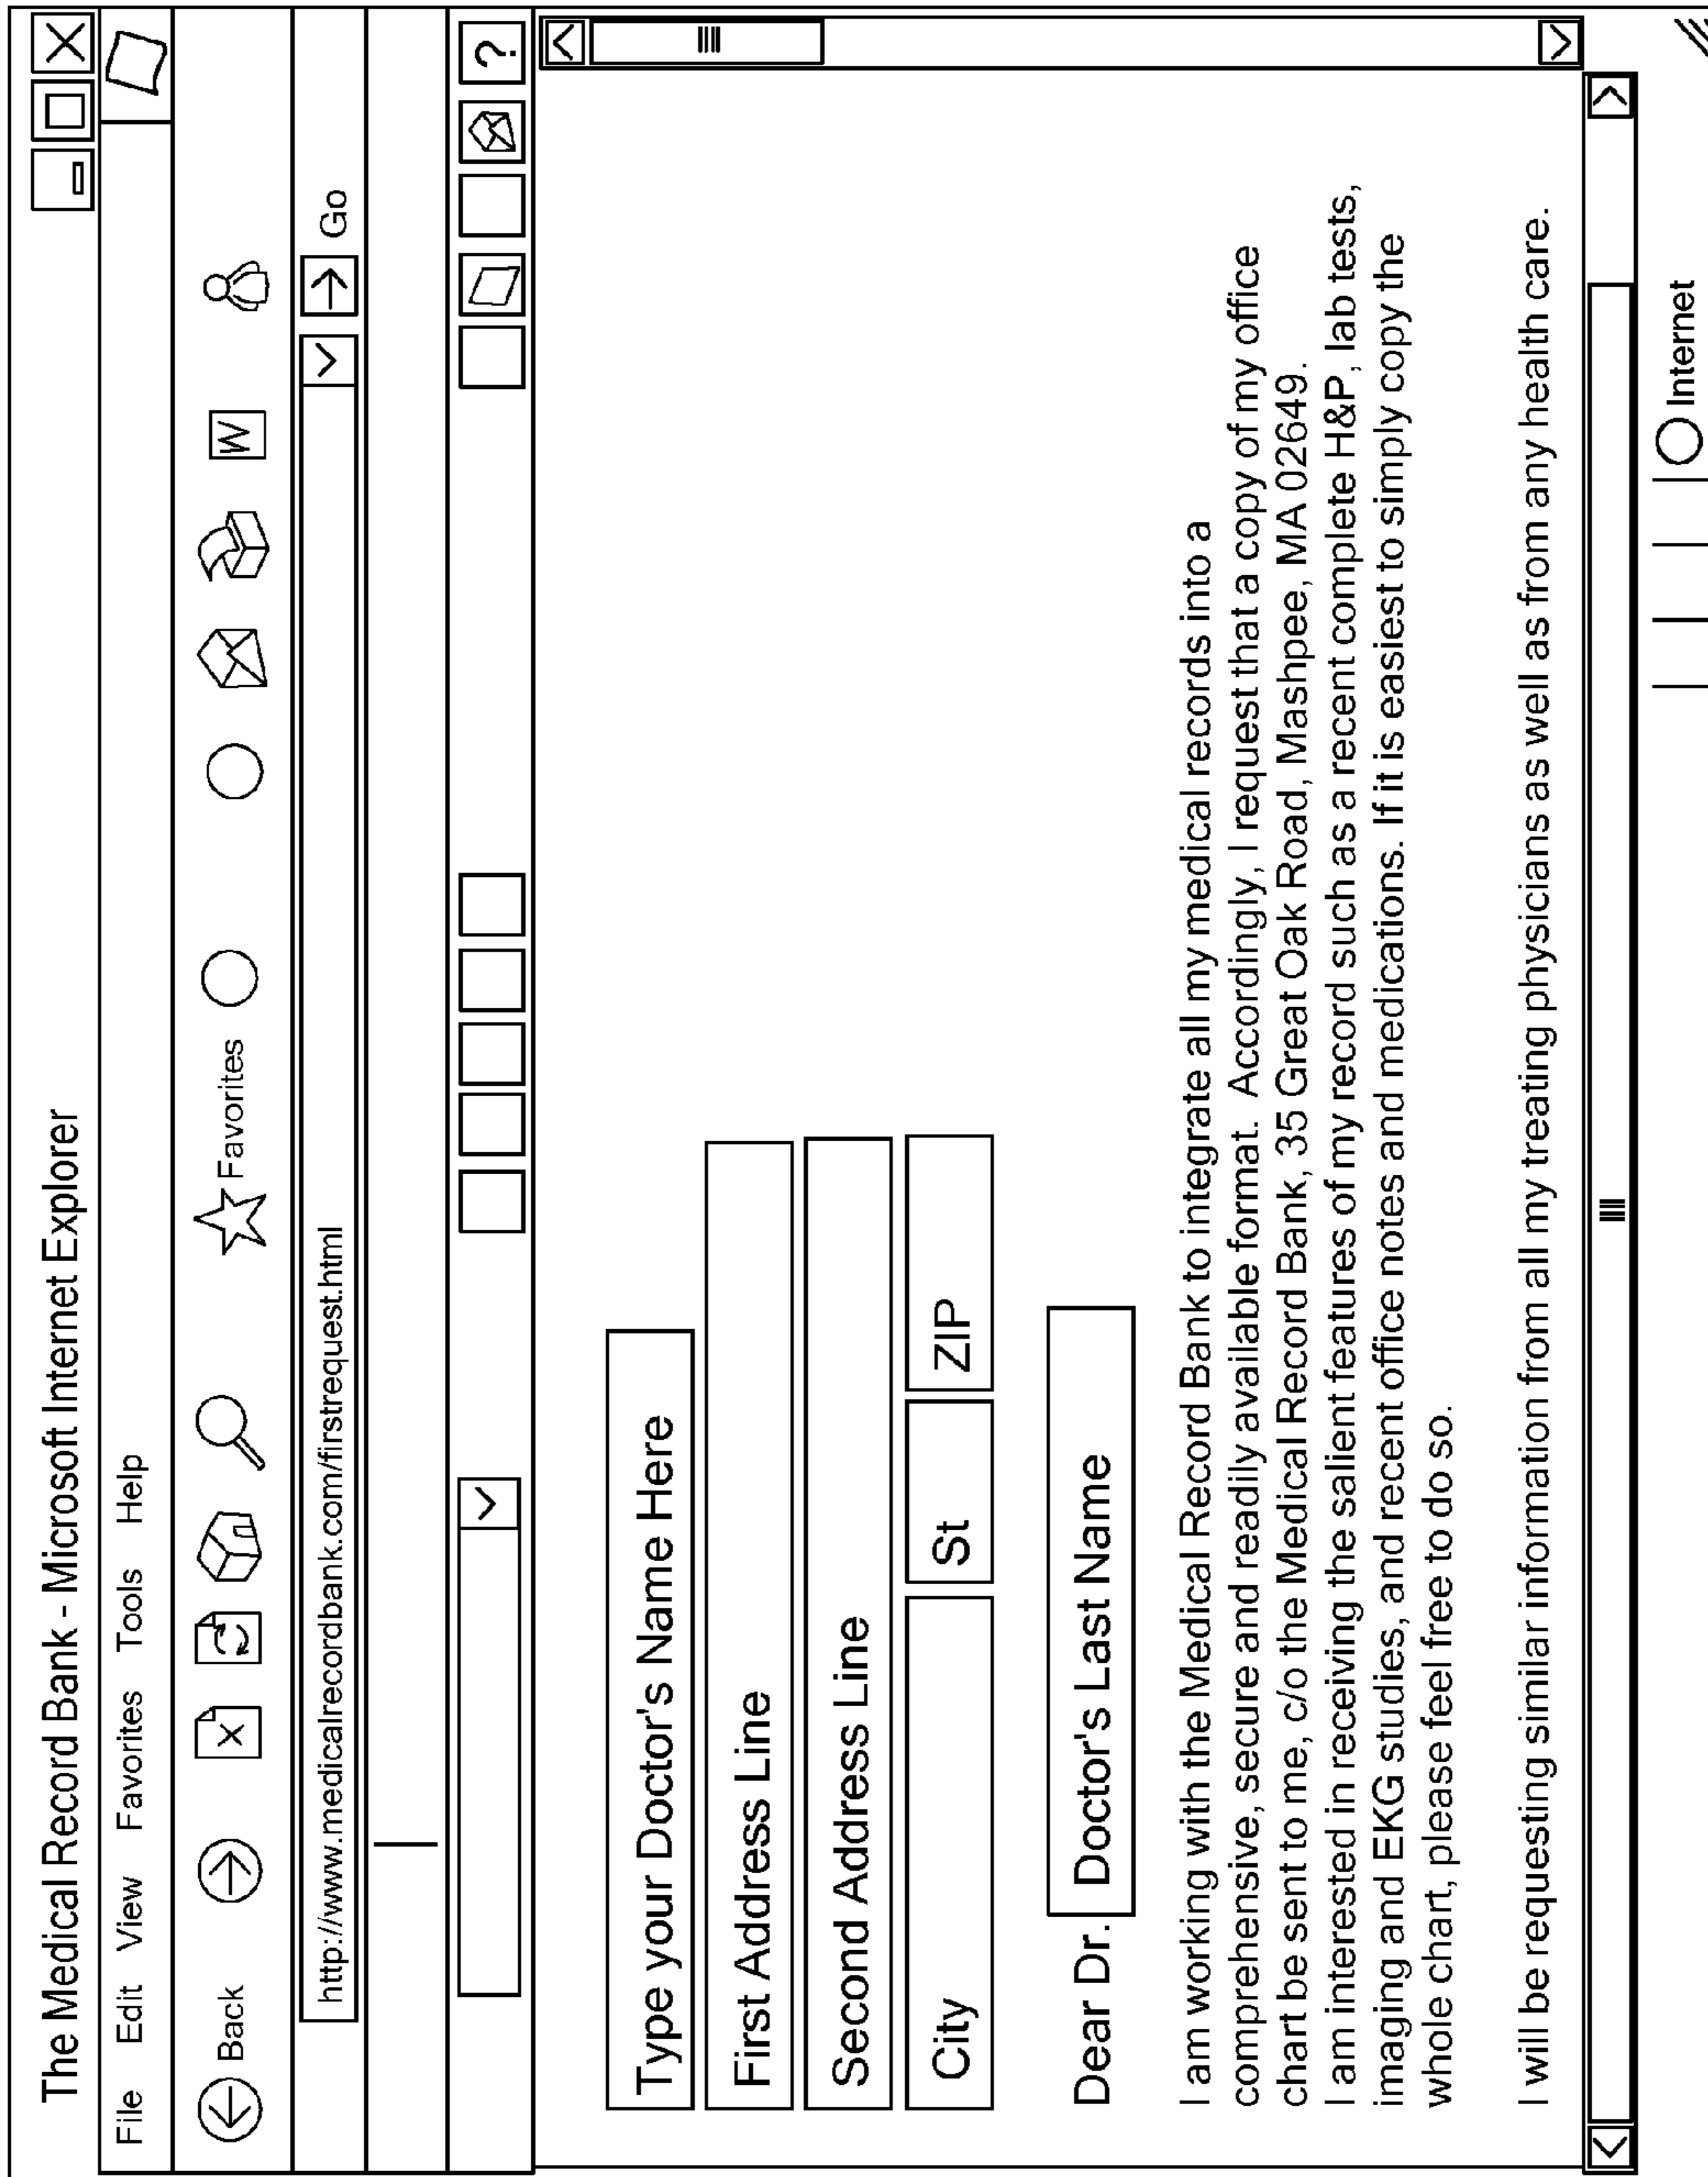 The Medical Record Bank - Microsoft Internet Explorer
File Edit View Favorites Tools Help
Back Favorites W
http://www.medicalrecordbank.com/firstrequest.html Go
?
Type your Doctor's Name Here
First Address Line
Second Address Line
City St ZIP
Dear Dr. Doctor's Last Name
I am working with the Medical Record Bank to integrate all my medical records into a
comprehensive, secure and readily available format. Accordingly, I request that a copy of my office
chart be sent to me, c/o the Medical Record Bank, 35 Great Oak Road, Mashpee, MA 02649.
I am interested in receiving the salient features of my record such as a recent complete H&P, lab tests,
imaging and EKG studies, and recent office notes and medications. If it is easiest to simply copy the
whole chart, please feel free to do so.
I will be requesting similar information from all my treating physicians as well as from any health care.
Internet